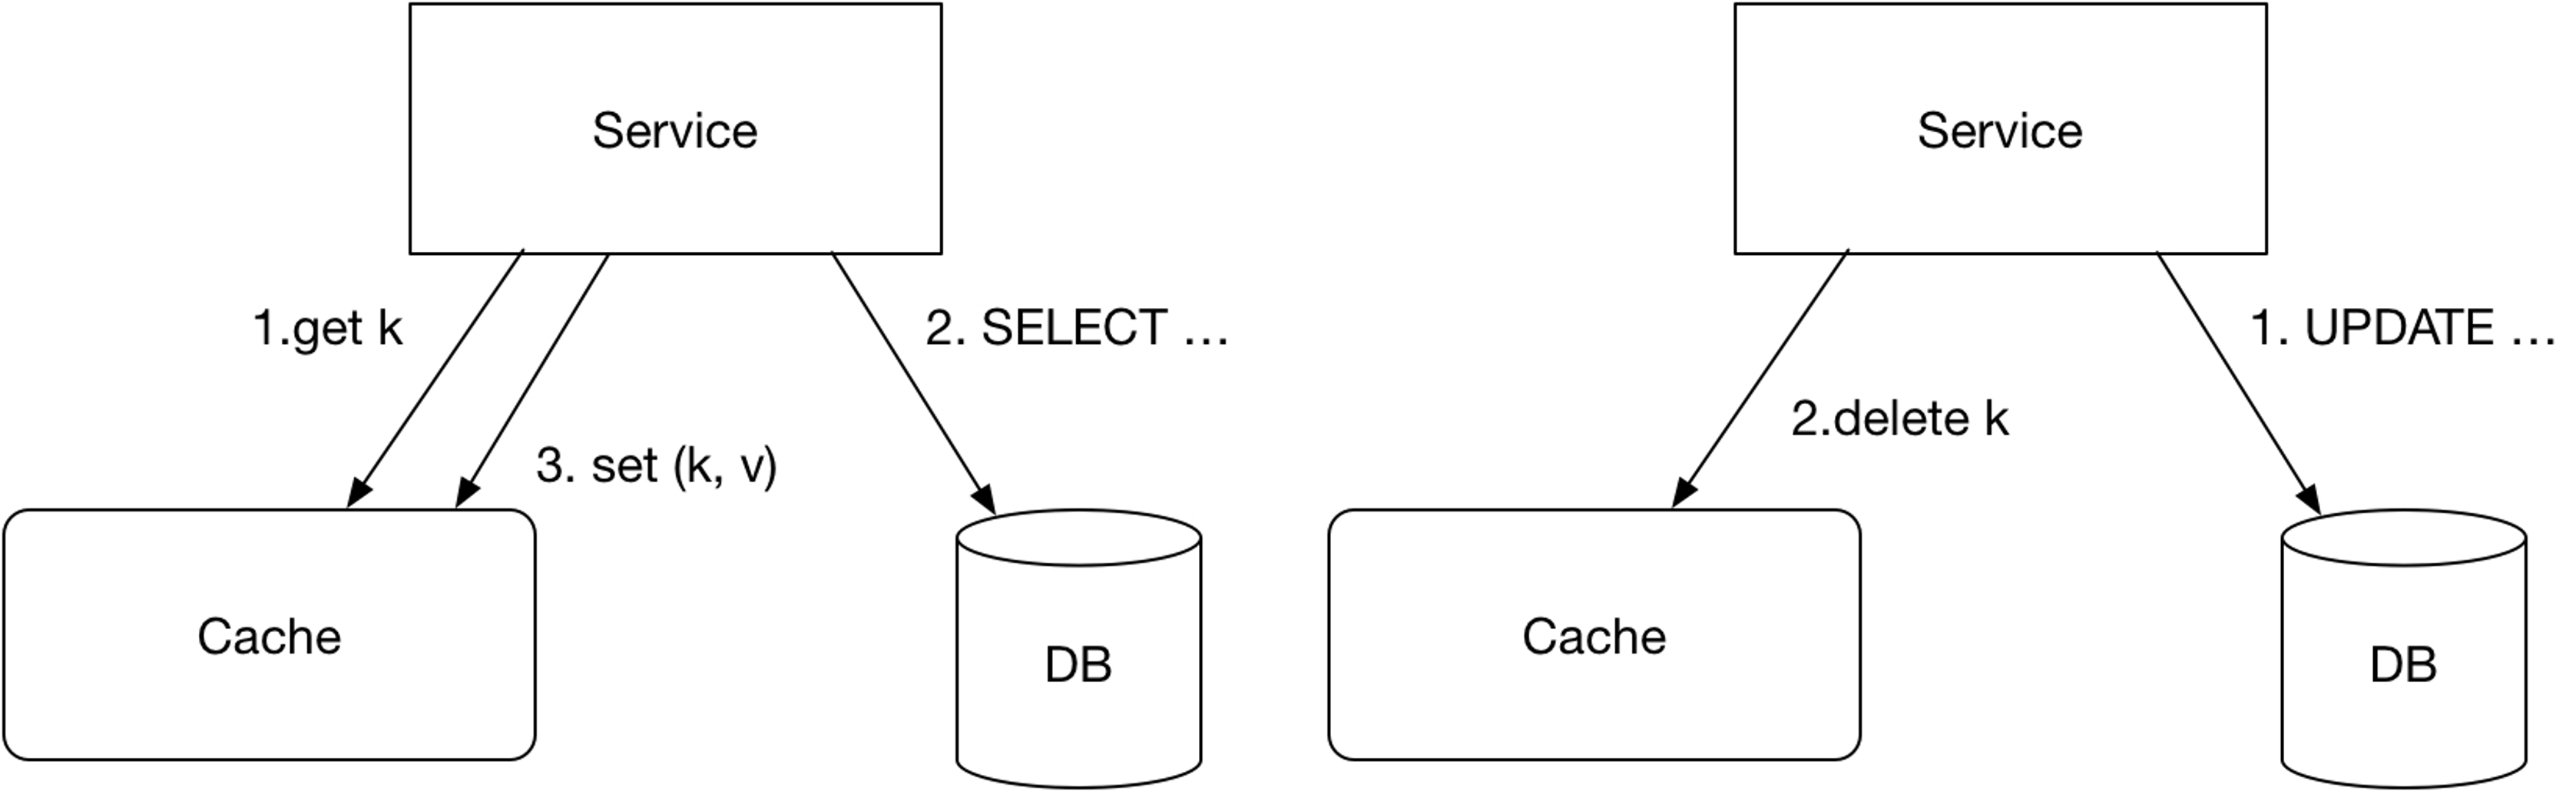 Service
1.get k
2. SELECT ...
3. set (k, v)
Cache
DB
Service
1. UPDATE ...
2.delete k
Cache
DB